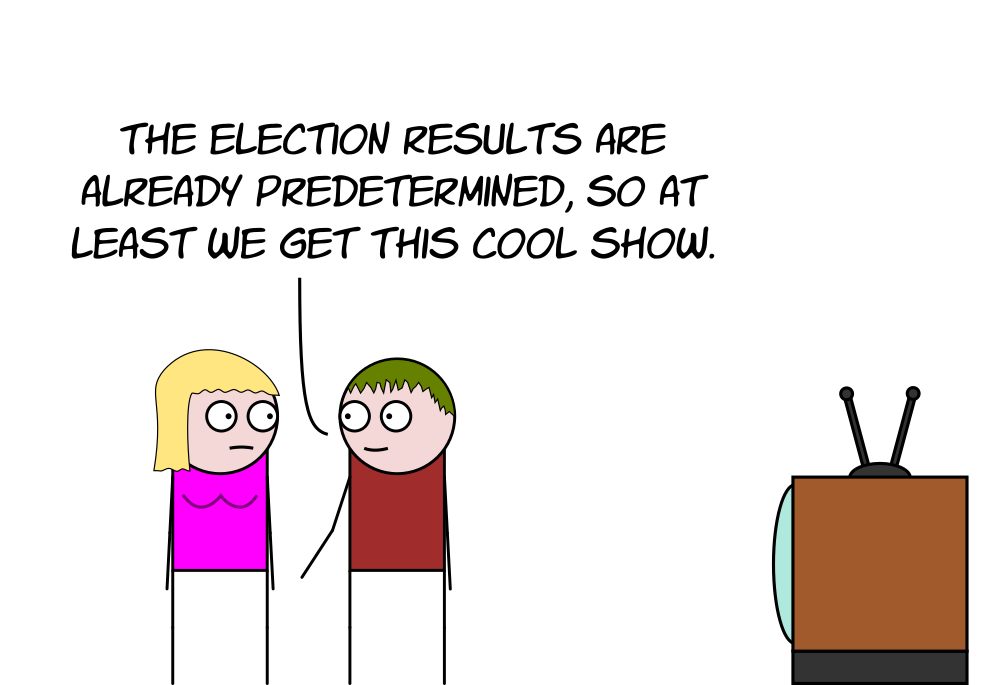 THE ELECTION RESULTS ARE
ALREADY PREDETERMINED, SO AT
LEAST WE GET THIS COOL SHOW.